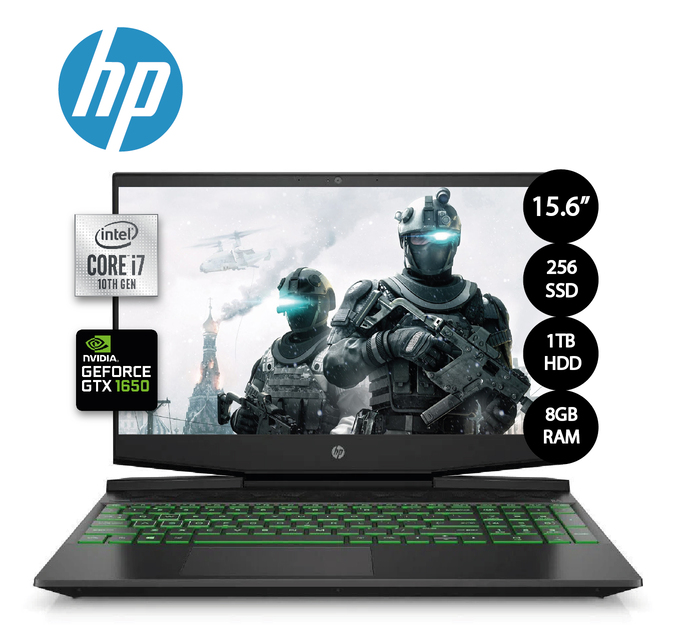 hp
intel
CORE i7
10TH GEN
NVIDIA.
GEFORCE
GTX 1650
15.6”
256
SSD
1TB
HDD
8GB
RAM
hp